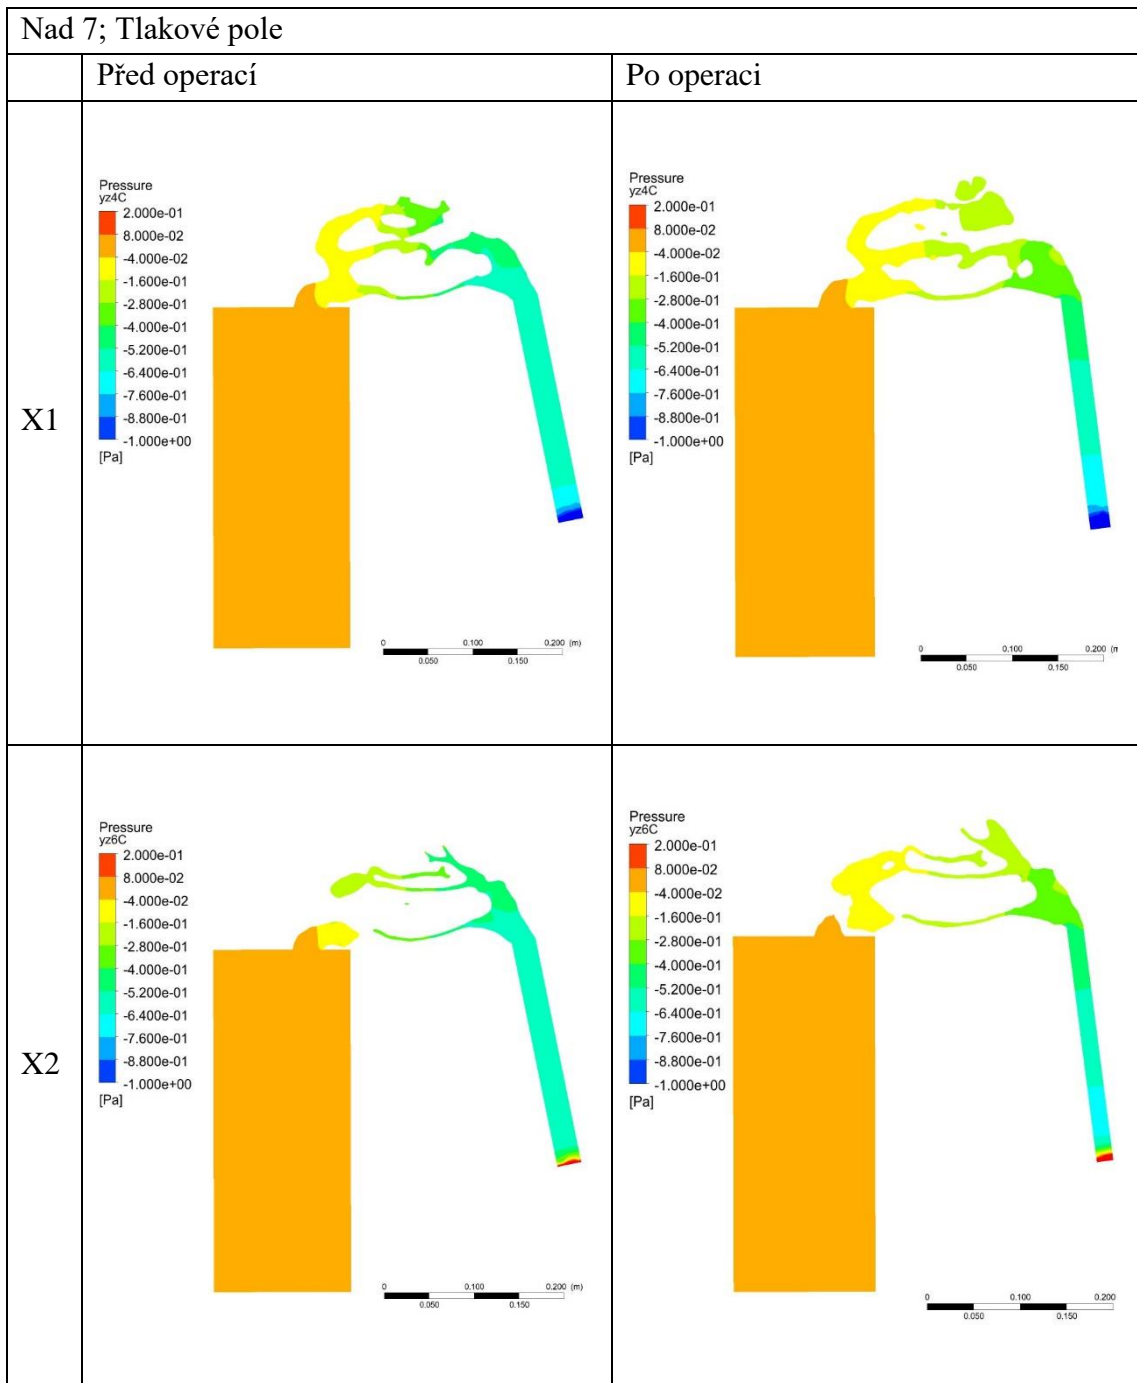 Nad 7; Tlakové pole
Před operací
Po operaci
X1
Pressure
yz4C
2.000e-01
8.000e-02
-4.000e-02
-1.600e-01
-2.800e-01
-4.000e-01
-5.200e-01
-6.400e-01
-7.600e-01
-8.800e-01
-1.000e+00
[Pa]
0 0.100 0.200 (m)
0.050 0.150
Pressure
yz4C
2.000e-01
8.000e-02
-4.000e-02
-1.600e-01
-2.800e-01
-4.000e-01
-5.200e-01
-6.400e-01
-7.600e-01
-8.800e-01
-1.000e+00
[Pa]
0 0.100 0.200 (m
0.050 0.150
X2
Pressure
yz6C
2.000e-01
8.000e-02
-4.000e-02
-1.600e-01
-2.800e-01
-4.000e-01
-5.200e-01
-6.400e-01
-7.600e-01
-8.800e-01
-1.000e+00
[Pa]
0 0.100 0.200 (m)
0.050 0.150
Pressure
yz6C
2.000e-01
8.000e-02
-4.000e-02
-1.600e-01
-2.800e-01
-4.000e-01
-5.200e-01
-6.400e-01
-7.600e-01
-8.800e-01
-1.000e+00
[Pa]
0 0.100 0.200
0.050 0.150